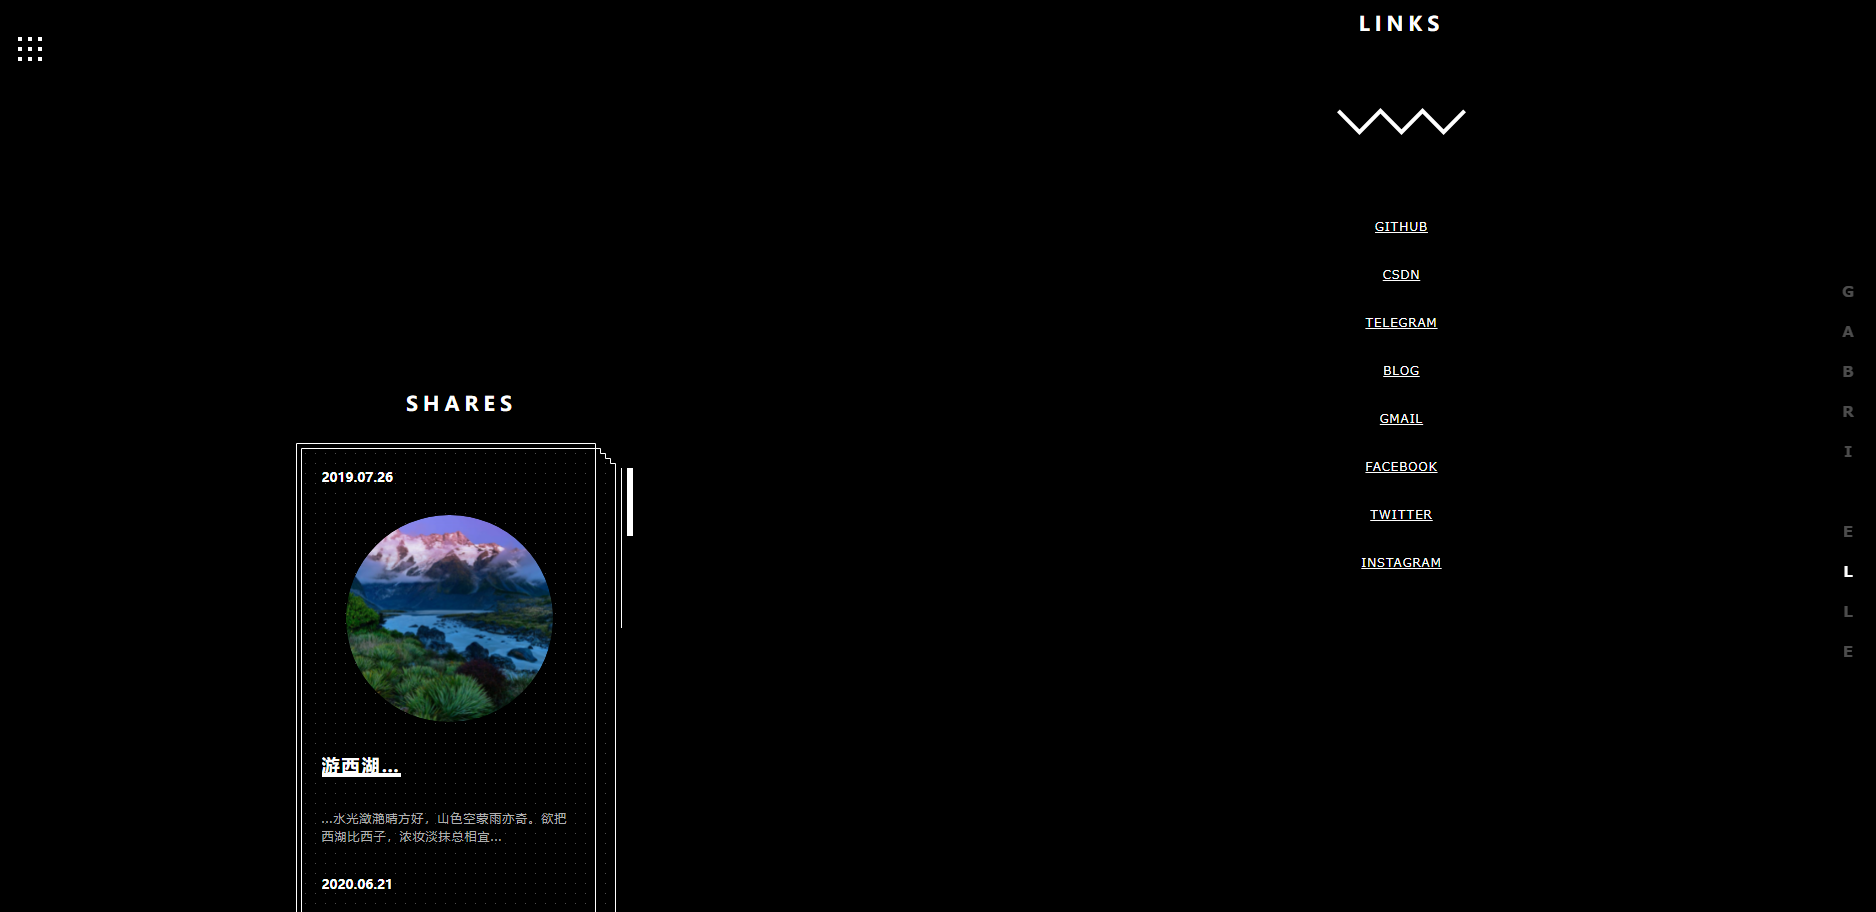 LINKS
GITHUB
CSDN
TELEGRAM
BLOG
GMAIL
FACEBOOK
TWITTER
INSTAGRAM
SHARES
2019.07.26
游西湖...
...水光潋滟晴方好，山色空蒙雨亦奇。欲把
西湖比西子，浓妆淡抹总相宜...
2020.06.21
G
A
B
R
I
E
L
L
E